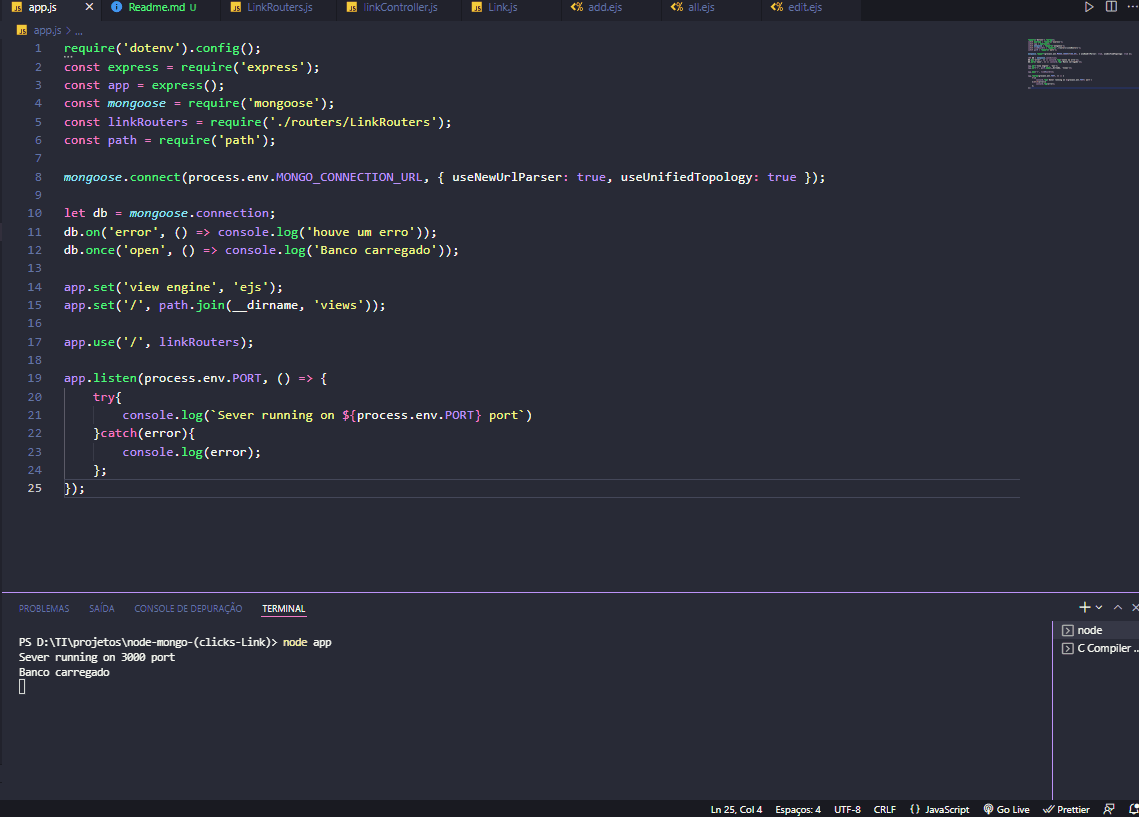 app.js
Readme.md U
LinkRouters.js
linkController.js
Link.js
add.ejs
all.ejs
edit.ejs
app.js > ...
1 require('dotenv').config();
2 const express = require('express');
3 const app = express();
4 const mongoose = require('mongoose');
5 const linkRouters = require('./routers/LinkRouters');
6 const path = require('path');
7
8 mongoose.connect(process.env.MONGO_CONNECTION_URL, { useNewUrlParser: true, useUnifiedTopology: true });
9
10 let db = mongoose.connection;
11 db.on('error', () => console.log('houve um erro'));
12 db.once('open', () => console.log('Banco carregado'));
13
14 app.set('view engine', 'ejs');
15 app.set('/', path.join(__dirname, 'views'));
16
17 app.use('/', linkRouters);
18
19 app.listen(process.env.PORT, () => {
20 try{
21 console.log(`Sever running on ${process.env.PORT} port`)
22 }catch(error){
23 console.log(error);
24 };
25 });
PROBLEMAS SAÍDA CONSOLE DE DEPURAÇÃO TERMINAL
PS D:\TI\projetos\node-mongo-(clicks-Link)> node app
Sever running on 3000 port
Banco carregado
node
C Compiler ...
Ln 25, Col 4 Espaços: 4 UTF-8 CRLF {} JavaScript Go Live Prettier